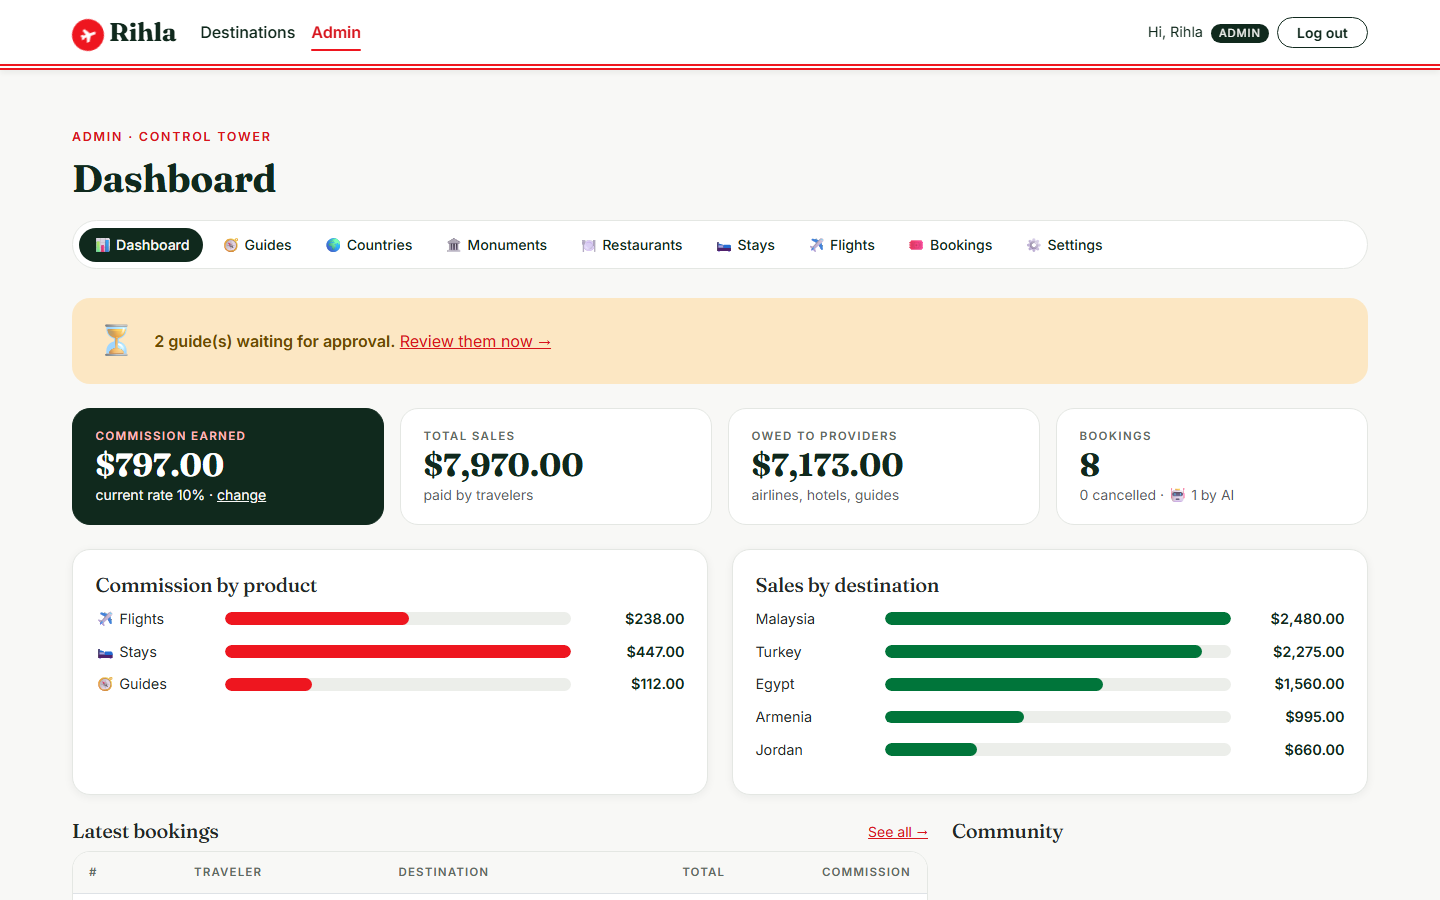 Rihla Destinations Admin Hi, Rihla ADMIN Log out
ADMIN · CONTROL TOWER
Dashboard
Dashboard Guides Countries Monuments Restaurants Stays Flights Bookings Settings
2 guide(s) waiting for approval. Review them now →
COMMISSION EARNED
$797.00
current rate 10% · change
TOTAL SALES
$7,970.00
paid by travelers
OWED TO PROVIDERS
$7,173.00
airlines, hotels, guides
BOOKINGS
8
0 cancelled · 1 by AI
Commission by product
Flights $238.00
Stays $447.00
Guides $112.00
Sales by destination
Malaysia $2,480.00
Turkey $2,275.00
Egypt $1,560.00
Armenia $995.00
Jordan $660.00
Latest bookings See all →
# TRAVELER DESTINATION TOTAL COMMISSION
Community